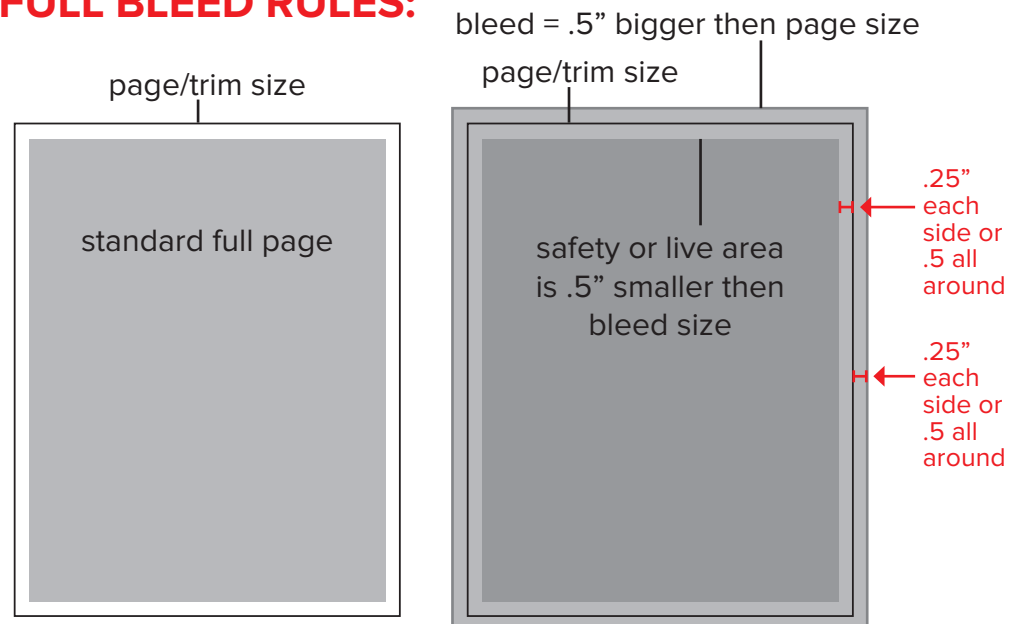 FULL BLEED RULES:
page/trim size
standard full page
bleed = .5” bigger then page size
page/trim size
safety or live area
is .5” smaller then
bleed size
.25”
each
side or
.5 all
around
.25”
each
side or
.5 all
around